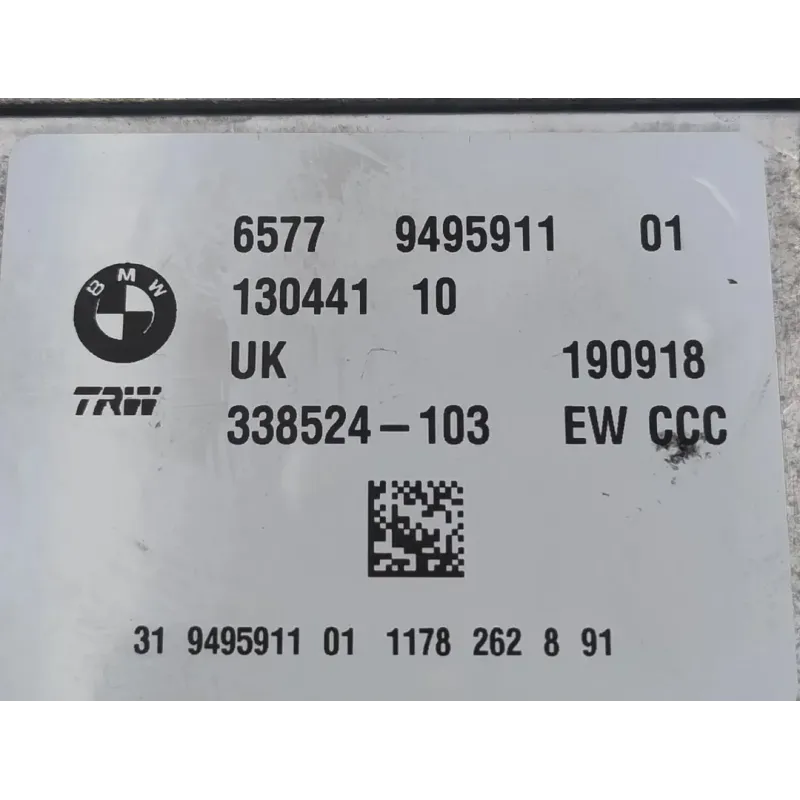 6577 9495911 01
BMW
130441 10
UK 190918
TRW
338524-103 EW CCC
31 9495911 01 1178 262 8 91